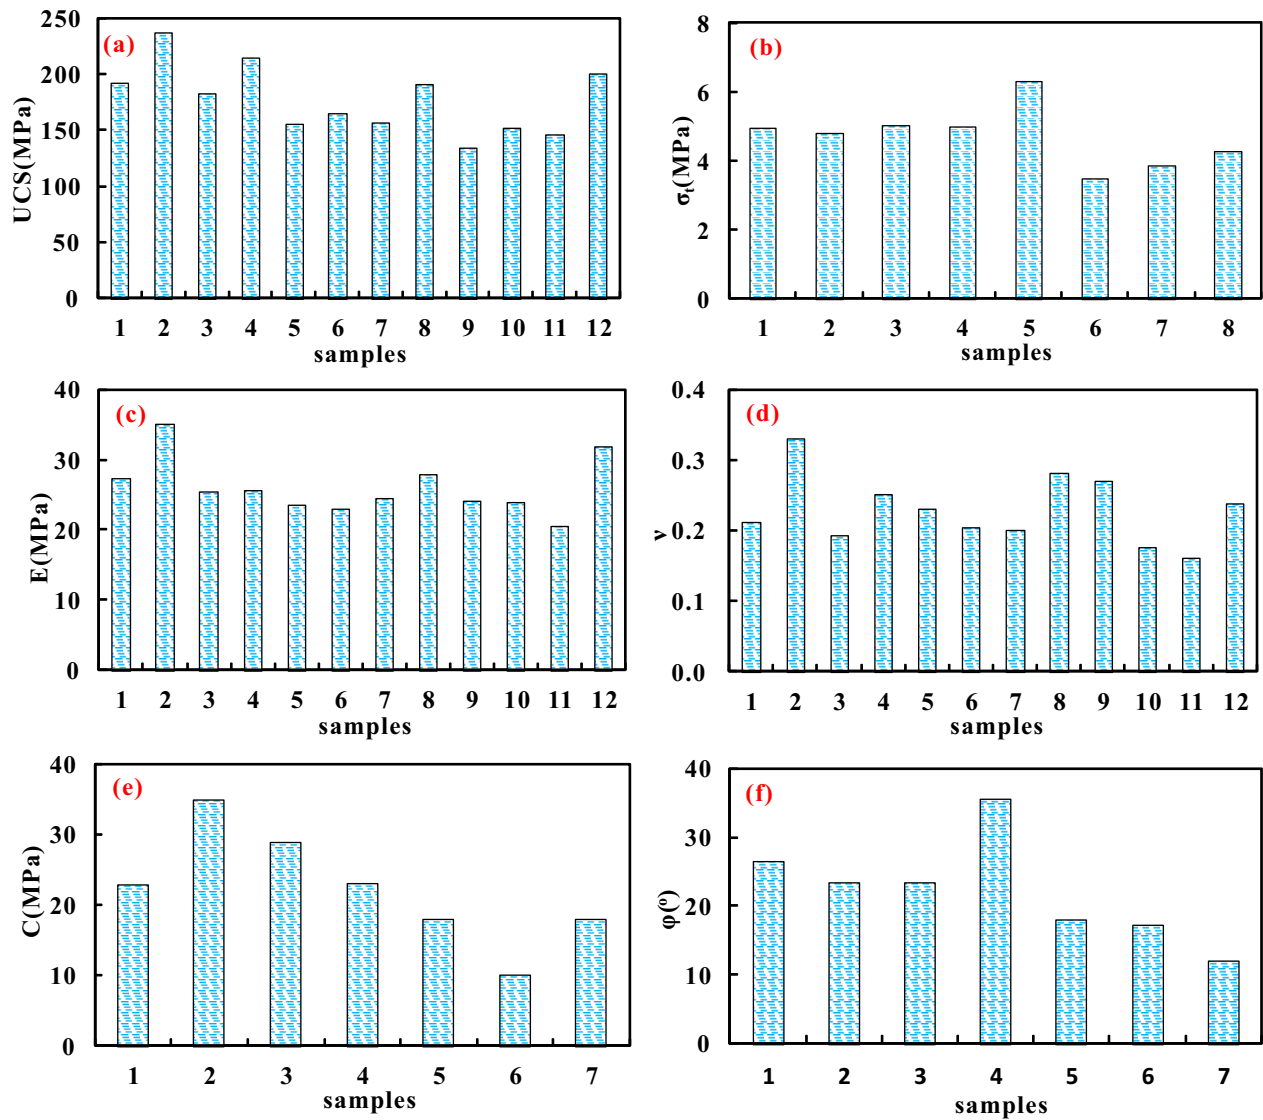 (a)
UCS(MPa)
250
200
150
100
50
0
1 2 3 4 5 6 7 8 9 10 11 12
samples
(b)
σt(MPa)
8
6
4
2
0
1 2 3 4 5 6 7 8
samples
(c)
E(MPa)
40
30
20
10
0
1 2 3 4 5 6 7 8 9 10 11 12
samples
(d)
ν
0.4
0.3
0.2
0.1
0.0
1 2 3 4 5 6 7 8 9 10 11 12
samples
(e)
C(MPa)
40
30
20
10
0
1 2 3 4 5 6 7
samples
(f)
φ(º)
40
30
20
10
0
1 2 3 4 5 6 7
samples